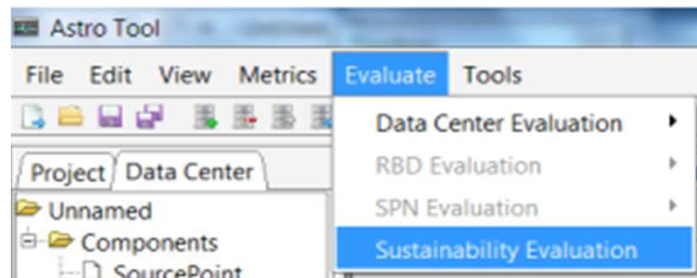 Astro Tool
File Edit View Metrics Evaluate Tools
Data Center Evaluation
RBD Evaluation
SPN Evaluation
Sustainability Evaluation
Project Data Center
Unnamed
Components
SourcePoint